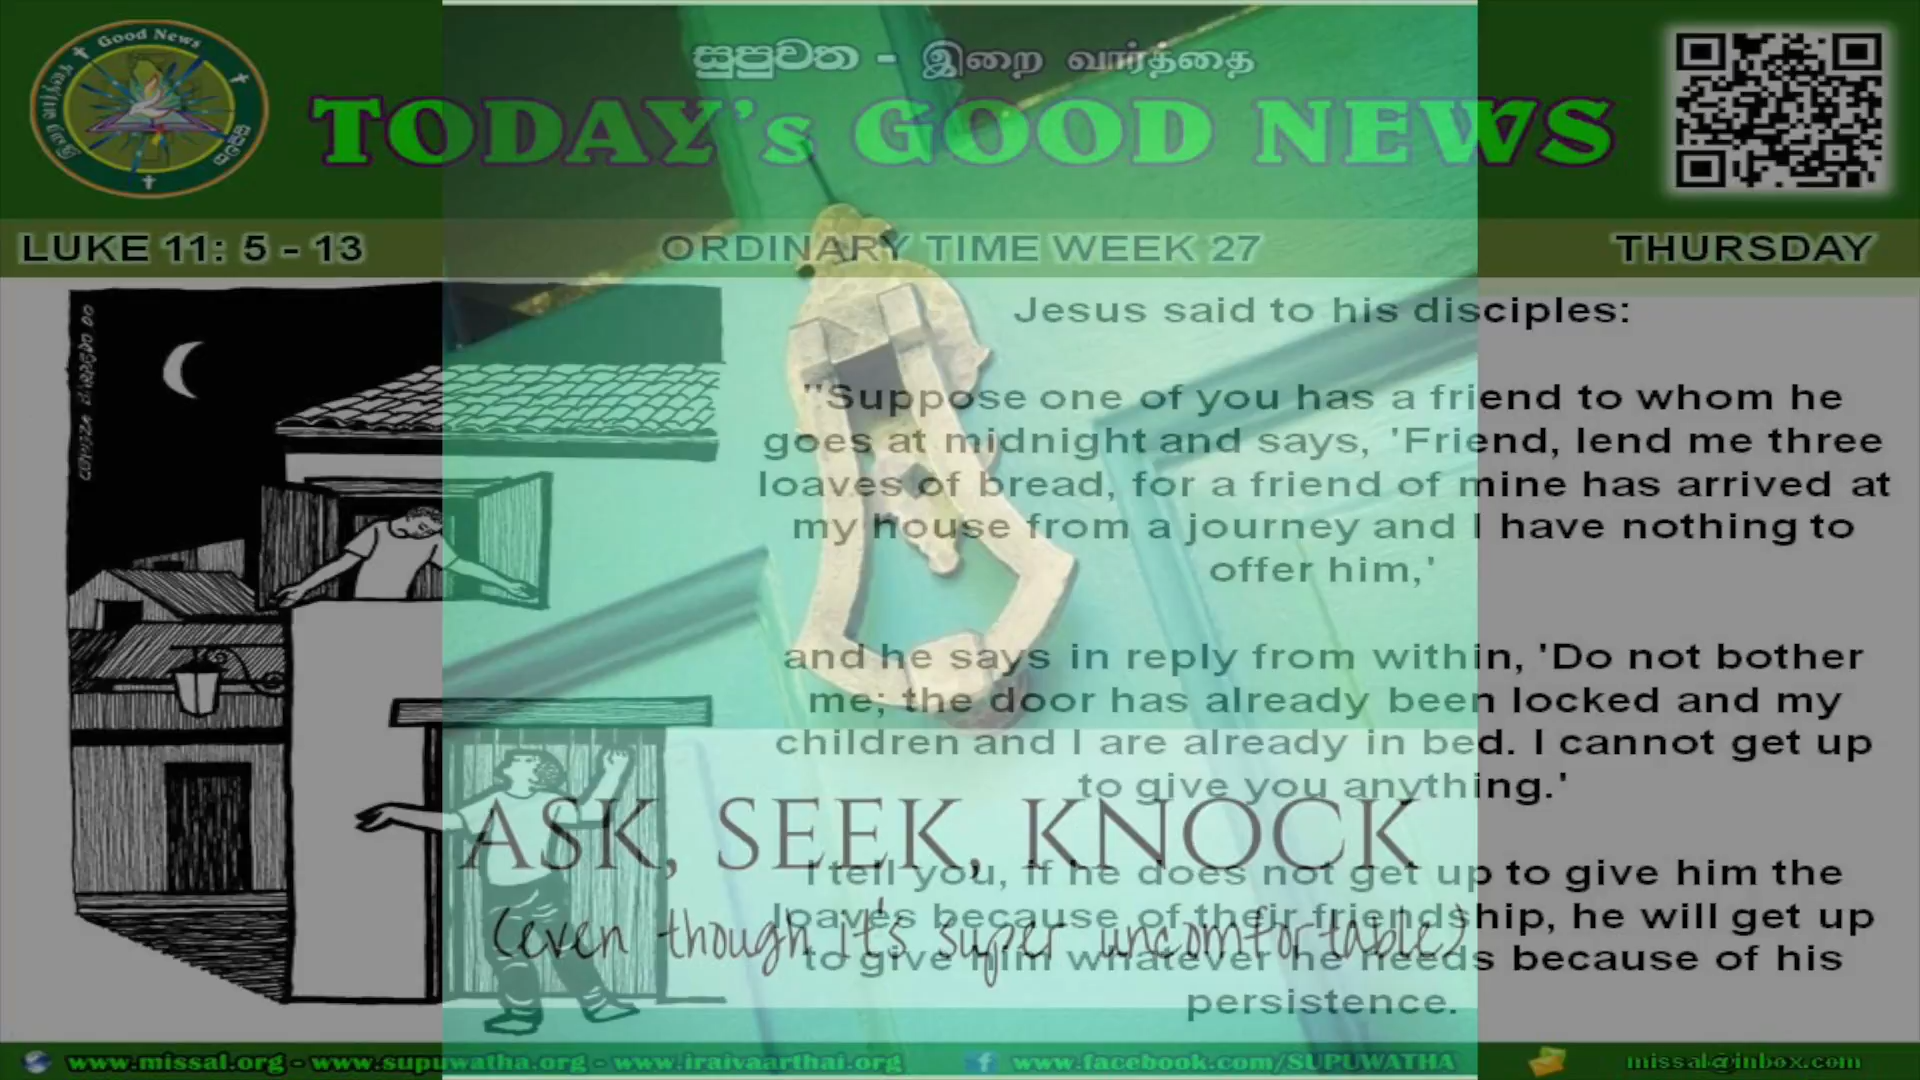 Good News
සුපුවත - இறை வார்த்தை
TODAY's GOOD NEWS
LUKE 11: 5 - 13
ORDINARY TIME WEEK 27
THURSDAY
Jesus said to his disciples:
"Suppose one of you has a friend to whom he
goes at midnight and says, 'Friend, lend me three
loaves of bread, for a friend of mine has arrived at
my house from a journey and I have nothing to
offer him,'
and he says in reply from within, 'Do not bother
me; the door has already been locked and my
children and I are already in bed. I cannot get up
to give you anything.'
I tell you, if he does not get up to give him the
loaves because of their friendship, he will get up
to give him whatever he needs because of his
persistence.
ASK, SEEK, KNOCK
(even though it's super uncomfortable)
www.missal.org - www.supuwatha.org - www.iraivaarthai.org
www.facebook.com/SUPUWATHA
missal@inbox.com